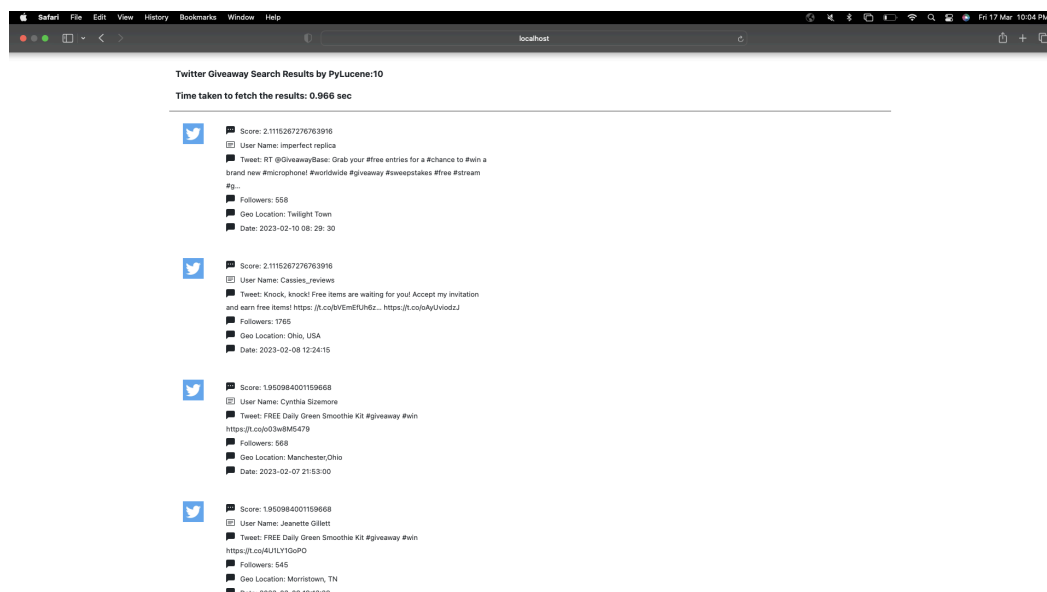 Safari File Edit View History Bookmarks Window Help
Fri 17 Mar 10:04 PM
localhost
Twitter Giveaway Search Results by PyLucene:10
Time taken to fetch the results: 0.966 sec
Score: 2.1115267276763916
User Name: imperfect replica
Tweet: RT @GiveawayBase: Grab your #free entries for a #chance to #win a
brand new #microphone! #worldwide #giveaway #sweepstakes #free #stream
#g...
Followers: 558
Geo Location: Twilight Town
Date: 2023-02-10 08: 29: 30
Score: 2.1115267276763916
User Name: Cassies_reviews
Tweet: Knock, knock! Free items are waiting for you! Accept my invitation
and earn free items! https: //t.co/bVEmEfUh6z... https://t.co/oAyUviodzJ
Followers: 1765
Geo Location: Ohio, USA
Date: 2023-02-08 12:24:15
Score: 1.950984001159668
User Name: Cynthia Sizemore
Tweet: FREE Daily Green Smoothie Kit #giveaway #win
https://t.co/o03w8M5479
Followers: 568
Geo Location: Manchester,Ohio
Date: 2023-02-07 21:53:00
Score: 1.950984001159668
User Name: Jeanette Gillett
Tweet: FREE Daily Green Smoothie Kit #giveaway #win
https://t.co/4U1LY1GoPO
Followers: 545
Geo Location: Morristown, TN